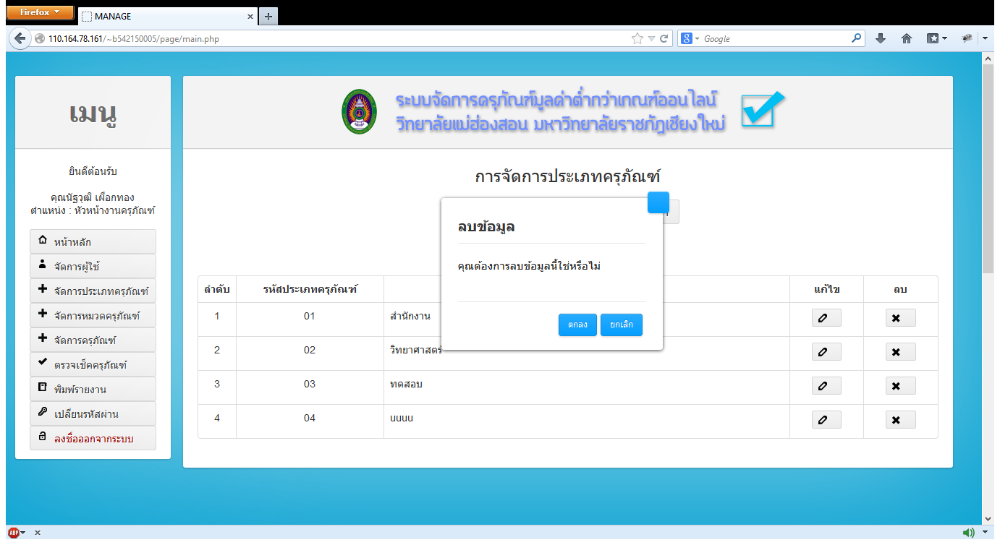 Firefox
MANAGE
110.164.78.161/~b542150005/page/main.php
Google
เมนู
ระบบจัดการครุภัณฑ์มูลค่าต่ำกว่าเกณฑ์ออนไลน์
วิทยาลัยแม่ฮ่องสอน มหาวิทยาลัยราชภัฏเชียงใหม่
ยินดีต้อนรับ
คุณนัฐวุฒิ เผือกทอง
ตำแหน่ง : หัวหน้างานครุภัณฑ์
หน้าหลัก
จัดการผู้ใช้
จัดการประเภทครุภัณฑ์
จัดการหมวดครุภัณฑ์
จัดการครุภัณฑ์
ตรวจเช็คครุภัณฑ์
พิมพ์รายงาน
เปลี่ยนรหัสผ่าน
ลงชื่อออกจากระบบ
การจัดการประเภทครุภัณฑ์
ลบข้อมูล
คุณต้องการลบข้อมูลนี้ใช่หรือไม่
ตกลง ยกเลิก
ลำดับ รหัสประเภทครุภัณฑ์ แก้ไข ลบ
1 01 สำนักงาน
2 02 วิทยาศาสตร์
3 03 ทดสอบ
4 04 บบบบ
ABP